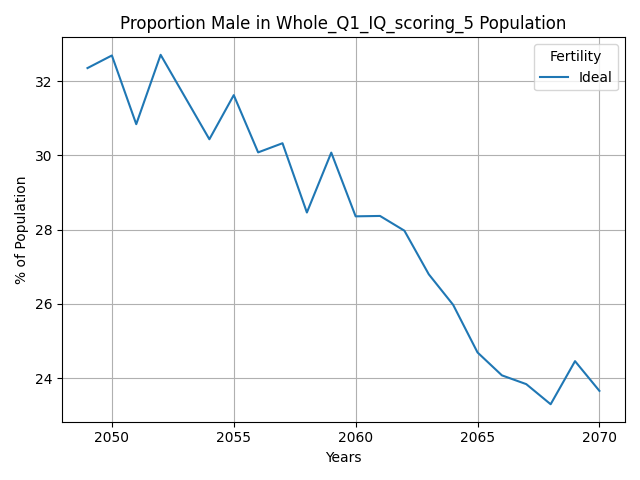 Proportion Male in Whole_Q1_IQ_scoring_5 Population
Fertility
Ideal
% of Population
32
30
28
26
24
2050 2055 2060 2065 2070
Years